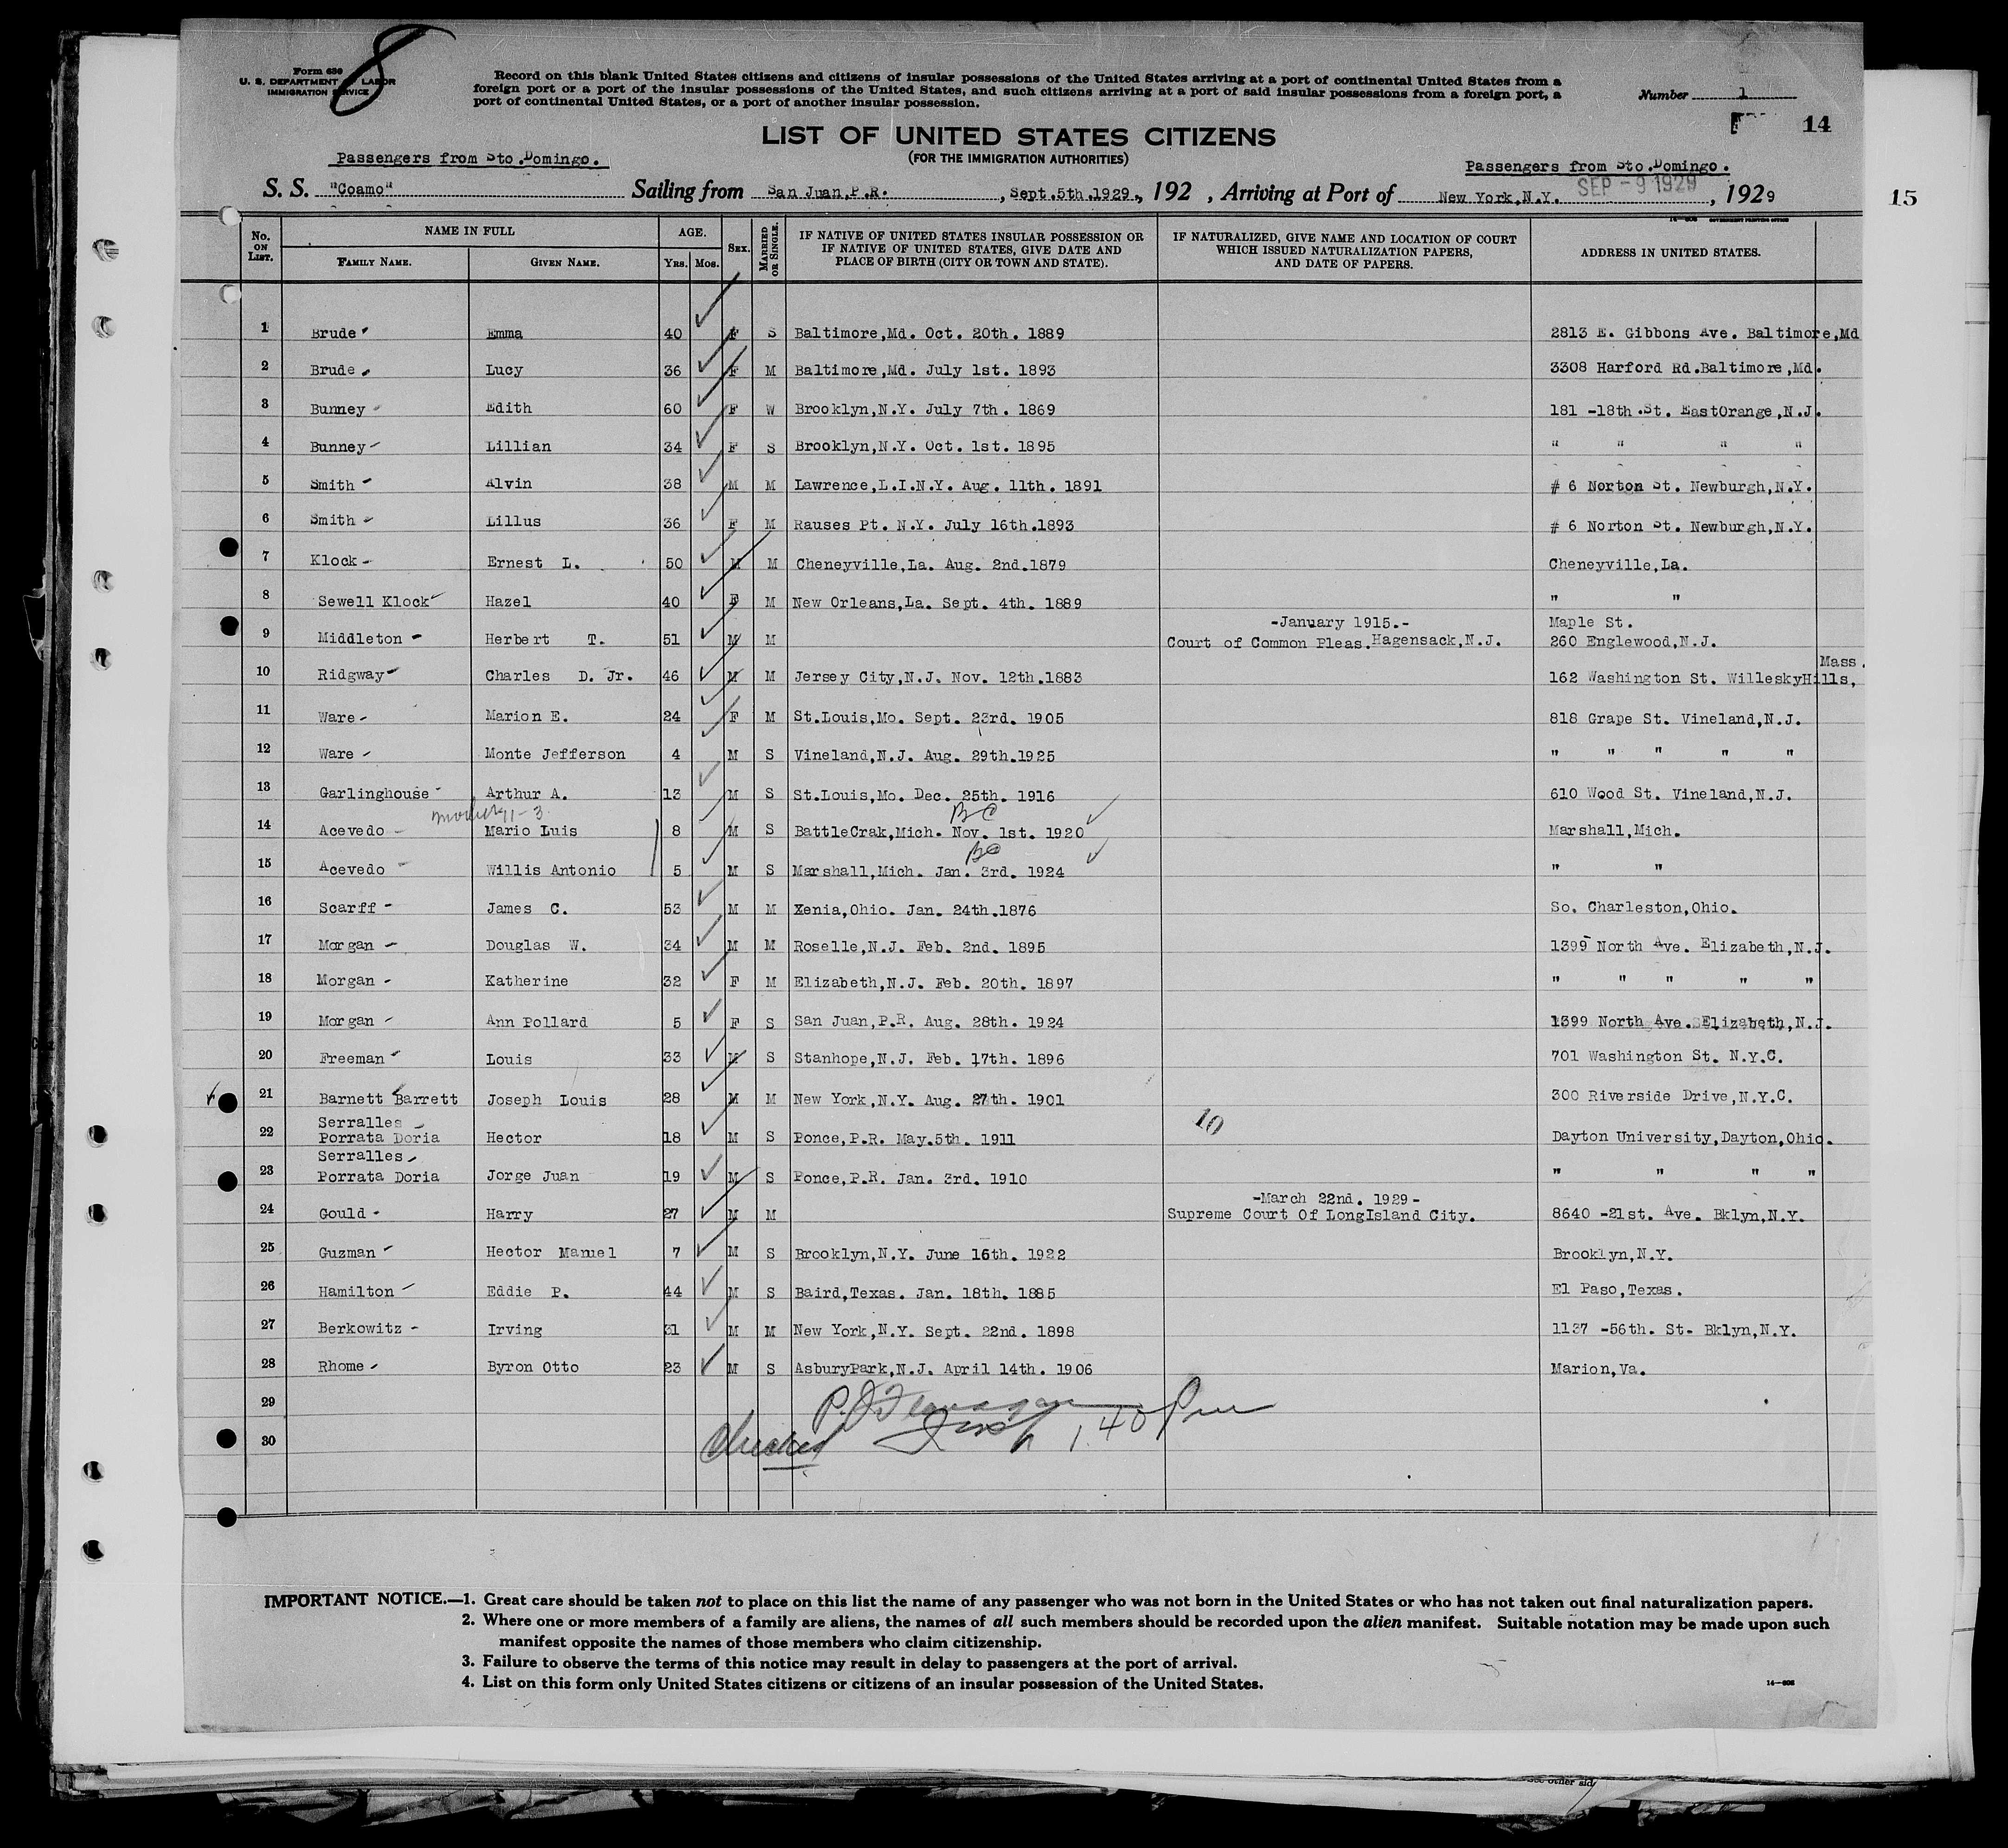 8
Form 630
U. S. DEPARTMENT OF LABOR
IMMIGRATION SERVICE
Record on this blank United States citizens and citizens of insular possessions of the United States arriving at a port of continental United States from a
foreign port or a port of the insular possessions of the United States, and such citizens arriving at a port of said insular possessions from a foreign port, a
port of continental United States, or a port of another insular possession.
Number 1
14
15
LIST OF UNITED STATES CITIZENS
(FOR THE IMMIGRATION AUTHORITIES)
Passengers from Sto.Domingo. Passengers from Sto.Domingo.
S. S. "Coamo" Sailing from San Juan,P.R. , Sept.5th.1929., 192 , Arriving at Port of New York,N.Y. SEP - 9 1929 , 1929
No. ON LIST. NAME IN FULL FAMILY NAME. GIVEN NAME. AGE. YRS. MOS. SEX. MARRIED OR SINGLE. IF NATIVE OF UNITED STATES INSULAR POSSESSION OR IF NATIVE OF UNITED STATES, GIVE DATE AND PLACE OF BIRTH (CITY OR TOWN AND STATE). IF NATURALIZED, GIVE NAME AND LOCATION OF COURT WHICH ISSUED NATURALIZATION PAPERS, AND DATE OF PAPERS. ADDRESS IN UNITED STATES.
1 Brude Emma 40 F S Baltimore,Md. Oct. 20th. 1889 2813 E. Gibbons Ave. Baltimore,Md
2 Brude Lucy 36 F M Baltimore,Md. July 1st. 1893 3308 Harford Rd.Baltimore,Md.
3 Bunney Edith 60 F W Brooklyn,N.Y. July 7th. 1869 181 -18th.St. EastOrange,N.J.
4 Bunney Lillian 34 F S Brooklyn,N.Y. Oct. 1st. 1895 " " " "
5 Smith Alvin 38 M M Lawrence,L.I.N.Y. Aug. 11th. 1891 # 6 Norton St. Newburgh,N.Y.
6 Smith Lillus 36 F M Rauses Pt. N.Y. July 16th.1893 # 6 Norton St. Newburgh,N.Y.
7 Klock Ernest L. 50 M M Cheneyville,La. Aug. 2nd.1879 Cheneyville,La.
8 Sewell Klock Hazel 40 F M New Orleans,La. Sept. 4th. 1889 " "
-January 1915.- Maple St.
9 Middleton Herbert T. 51 M M Court of Common Pleas.Hagensack,N.J. 260 Englewood,N.J.
Mass.
10 Ridgway Charles D. Jr. 46 M M Jersey City,N.J. Nov. 12th.1883 162 Washington St. WilleskyHills,
11 Ware Marion E. 24 F M St.Louis,Mo. Sept. 23rd. 1905 818 Grape St. Vineland,N.J.
12 Ware Monte Jefferson 4 M S Vineland,N.J. Aug. 29th.1925 " " " " "
13 Garlinghouse Arthur A. 13 M S St.Louis,Mo. Dec. 25th. 1916 610 Wood St. Vineland,N.J.
11-3 BC
14 Acevedo Mario Luis 8 M S BattleCrak,Mich. Nov. 1st. 1920 Marshall,Mich.
BC
15 Acevedo Willis Antonio 5 M S Marshall,Mich. Jan. 3rd. 1924 " "
16 Scarff James C. 53 M M Xenia,Ohio. Jan. 24th.1876 So. Charleston,Ohio.
17 Morgan Douglas W. 34 M M Roselle,N.J. Feb. 2nd. 1895 1399 North Ave. Elizabeth,N.J.
18 Morgan Katherine 32 F M Elizabeth,N.J. Feb. 20th. 1897 " " " " "
19 Morgan Ann Pollard 5 F S San Juan,P.R. Aug. 28th. 1924 1399 North Ave. Elizabeth,N.J.
20 Freeman Louis 33 M S Stanhope,N.J. Feb. 17th. 1896 701 Washington St. N.Y.C.
21 Barnett Barrett Joseph Louis 28 M M New York,N.Y. Aug. 27th. 1901 300 Riverside Drive,N.Y.C.
Serralles 10
22 Porrata Doria Hector 18 M S Ponce,P.R. May.5th. 1911 Dayton University,Dayton,Ohio.
Serralles
23 Porrata Doria Jorge Juan 19 M S Ponce,P.R. Jan. 3rd. 1910 " " " "
-March 22nd. 1929-
24 Gould Harry 27 M M Supreme Court Of LongIsland City. 8640 -21st. Ave. Bklyn,N.Y.
25 Guzman Hector Manuel 7 M S Brooklyn,N.Y. June 16th. 1922 Brooklyn,N.Y.
26 Hamilton Eddie P. 44 M S Baird,Texas. Jan. 18th. 1885 El Paso,Texas.
27 Berkowitz Irving 31 M M New York,N.Y. Sept. 22nd. 1898 1137 -56th. St- Bklyn,N.Y.
28 Rhome Byron Otto 23 M S AsburyPark,N.J. April 14th. 1906 Marion,Va.
29
30 Checked Insp 1.40 Pm
IMPORTANT NOTICE.—1. Great care should be taken not to place on this list the name of any passenger who was not born in the United States or who has not taken out final naturalization papers.
2. Where one or more members of a family are aliens, the names of all such members should be recorded upon the alien manifest. Suitable notation may be made upon such
manifest opposite the names of those members who claim citizenship.
3. Failure to observe the terms of this notice may result in delay to passengers at the port of arrival.
4. List on this form only United States citizens or citizens of an insular possession of the United States.